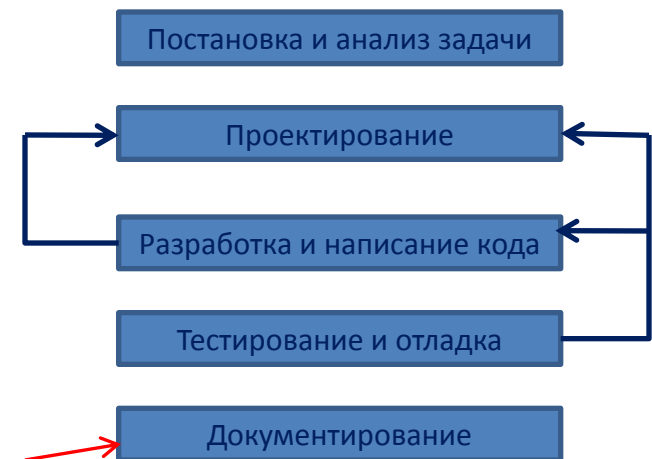 Постановка и анализ задачи
Проектирование
Разработка и написание кода
Тестирование и отладка
Документирование